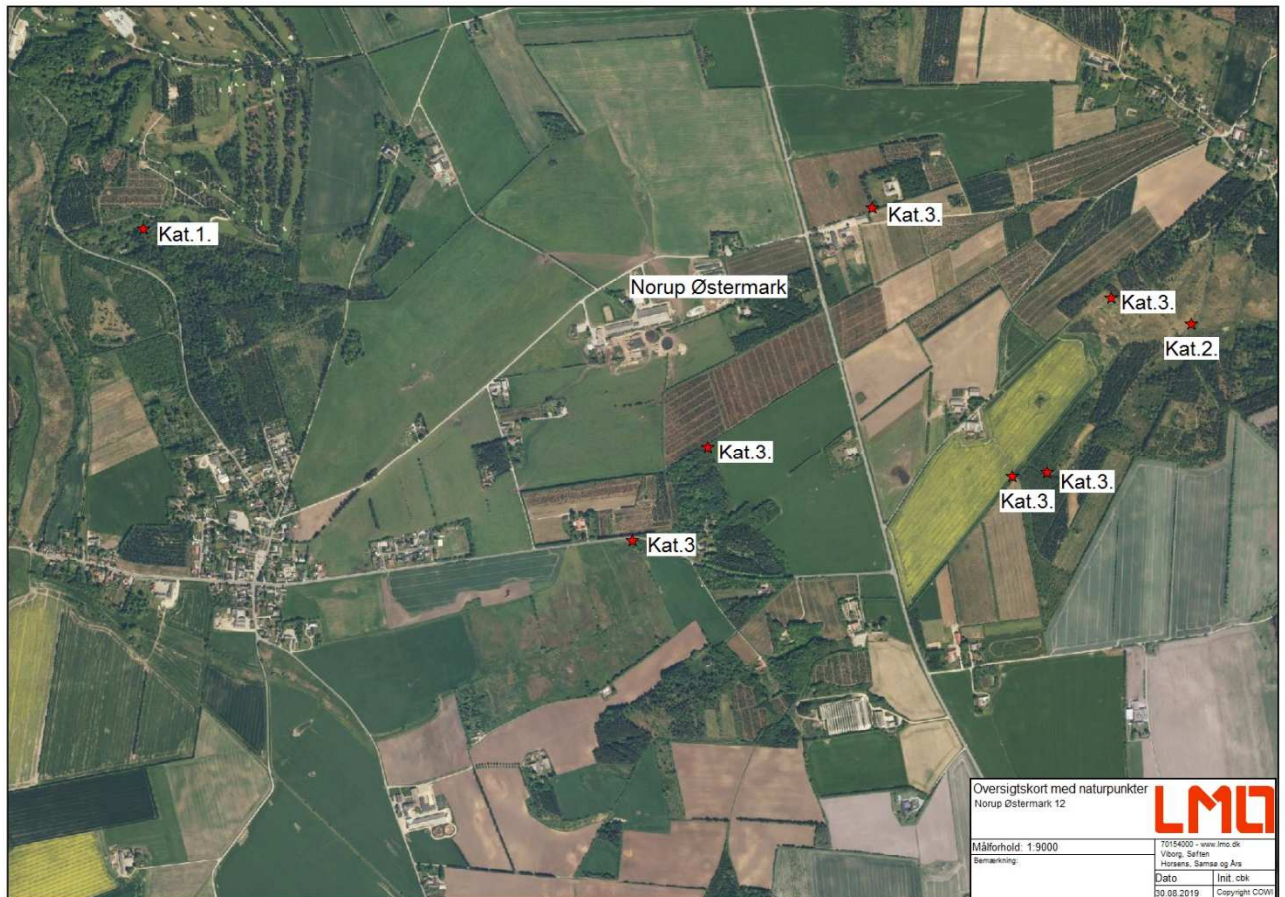 Kat.1.
Kat.3.
Norup Østermark
Kat.3.
Kat.2.
Kat.3.
Kat.3.
Kat.3.
Kat.3
Oversigtskort med naturpunkter
Norup Østermark 12
LMO
Målforhold: 1:9000
Bemærkning:
70154000 - www.lmo.dk
Viborg, Søften
Horsens, Samsø og Års
Dato
Init. cbk
30.08.2019
Copyright COWI